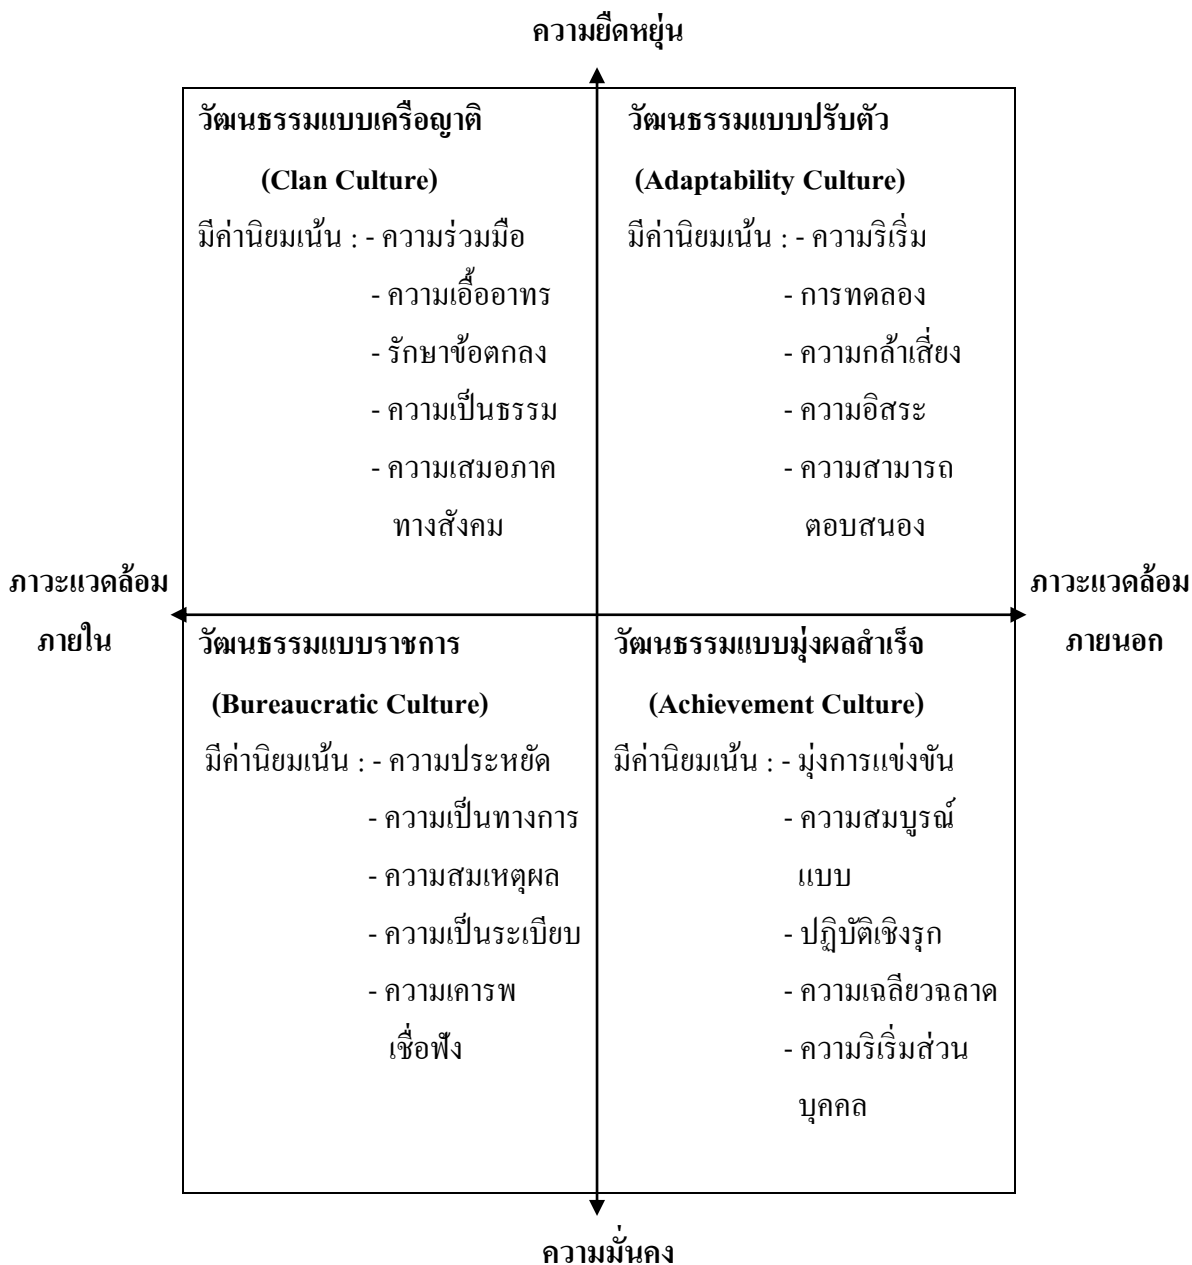 ความยืดหยุ่น
วัฒนธรรมแบบเครือญาติ
(Clan Culture)
มีค่านิยมเน้น : - ความร่วมมือ
- ความเอื้ออาทร
- รักษาข้อตกลง
- ความเป็นธรรม
- ความเสมอภาค
ทางสังคม
วัฒนธรรมแบบปรับตัว
(Adaptability Culture)
มีค่านิยมเน้น : - ความริเริ่ม
- การทดลอง
- ความกล้าเสี่ยง
- ความอิสระ
- ความสามารถ
ตอบสนอง
ภาวะแวดล้อม
ภายใน
ภาวะแวดล้อม
ภายนอก
วัฒนธรรมแบบราชการ
(Bureaucratic Culture)
มีค่านิยมเน้น : - ความประหยัด
- ความเป็นทางการ
- ความสมเหตุผล
- ความเป็นระเบียบ
- ความเคารพ
เชื่อฟัง
วัฒนธรรมแบบมุ่งผลสำเร็จ
(Achievement Culture)
มีค่านิยมเน้น : - มุ่งการแข่งขัน
- ความสมบูรณ์
แบบ
- ปฏิบัติเชิงรุก
- ความเฉลียวฉลาด
- ความริเริ่มส่วน
บุคคล
ความมั่นคง